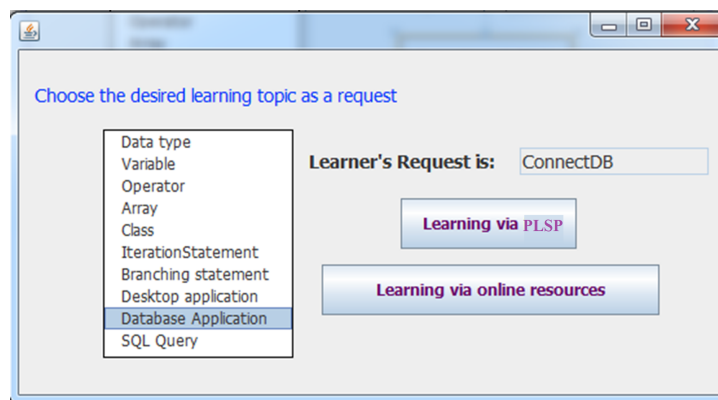 Operator
Choose the desired learning topic as a request
Data type
Variable
Operator
Array
Class
IterationStatement
Branching statement
Desktop application
Database Application
SQL Query
Learner's Request is: ConnectDB
Learning via PLSP
Learning via online resources